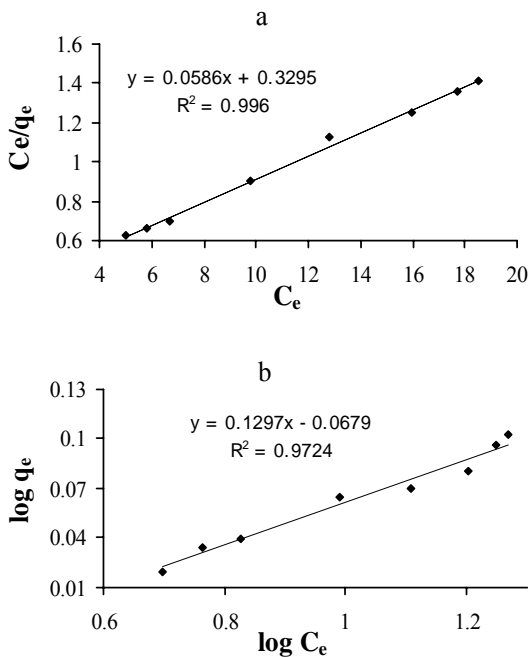 a
1.6
1.4
1.2
1
0.8
0.6
Ce/qₑ
y = 0.0586x + 0.3295
R² = 0.996
4 6 8 10 12 14 16 18 20
Cₑ
b
0.13
0.1
0.07
0.04
0.01
log qₑ
y = 0.1297x - 0.0679
R² = 0.9724
0.6 0.8 1 1.2
log Cₑ